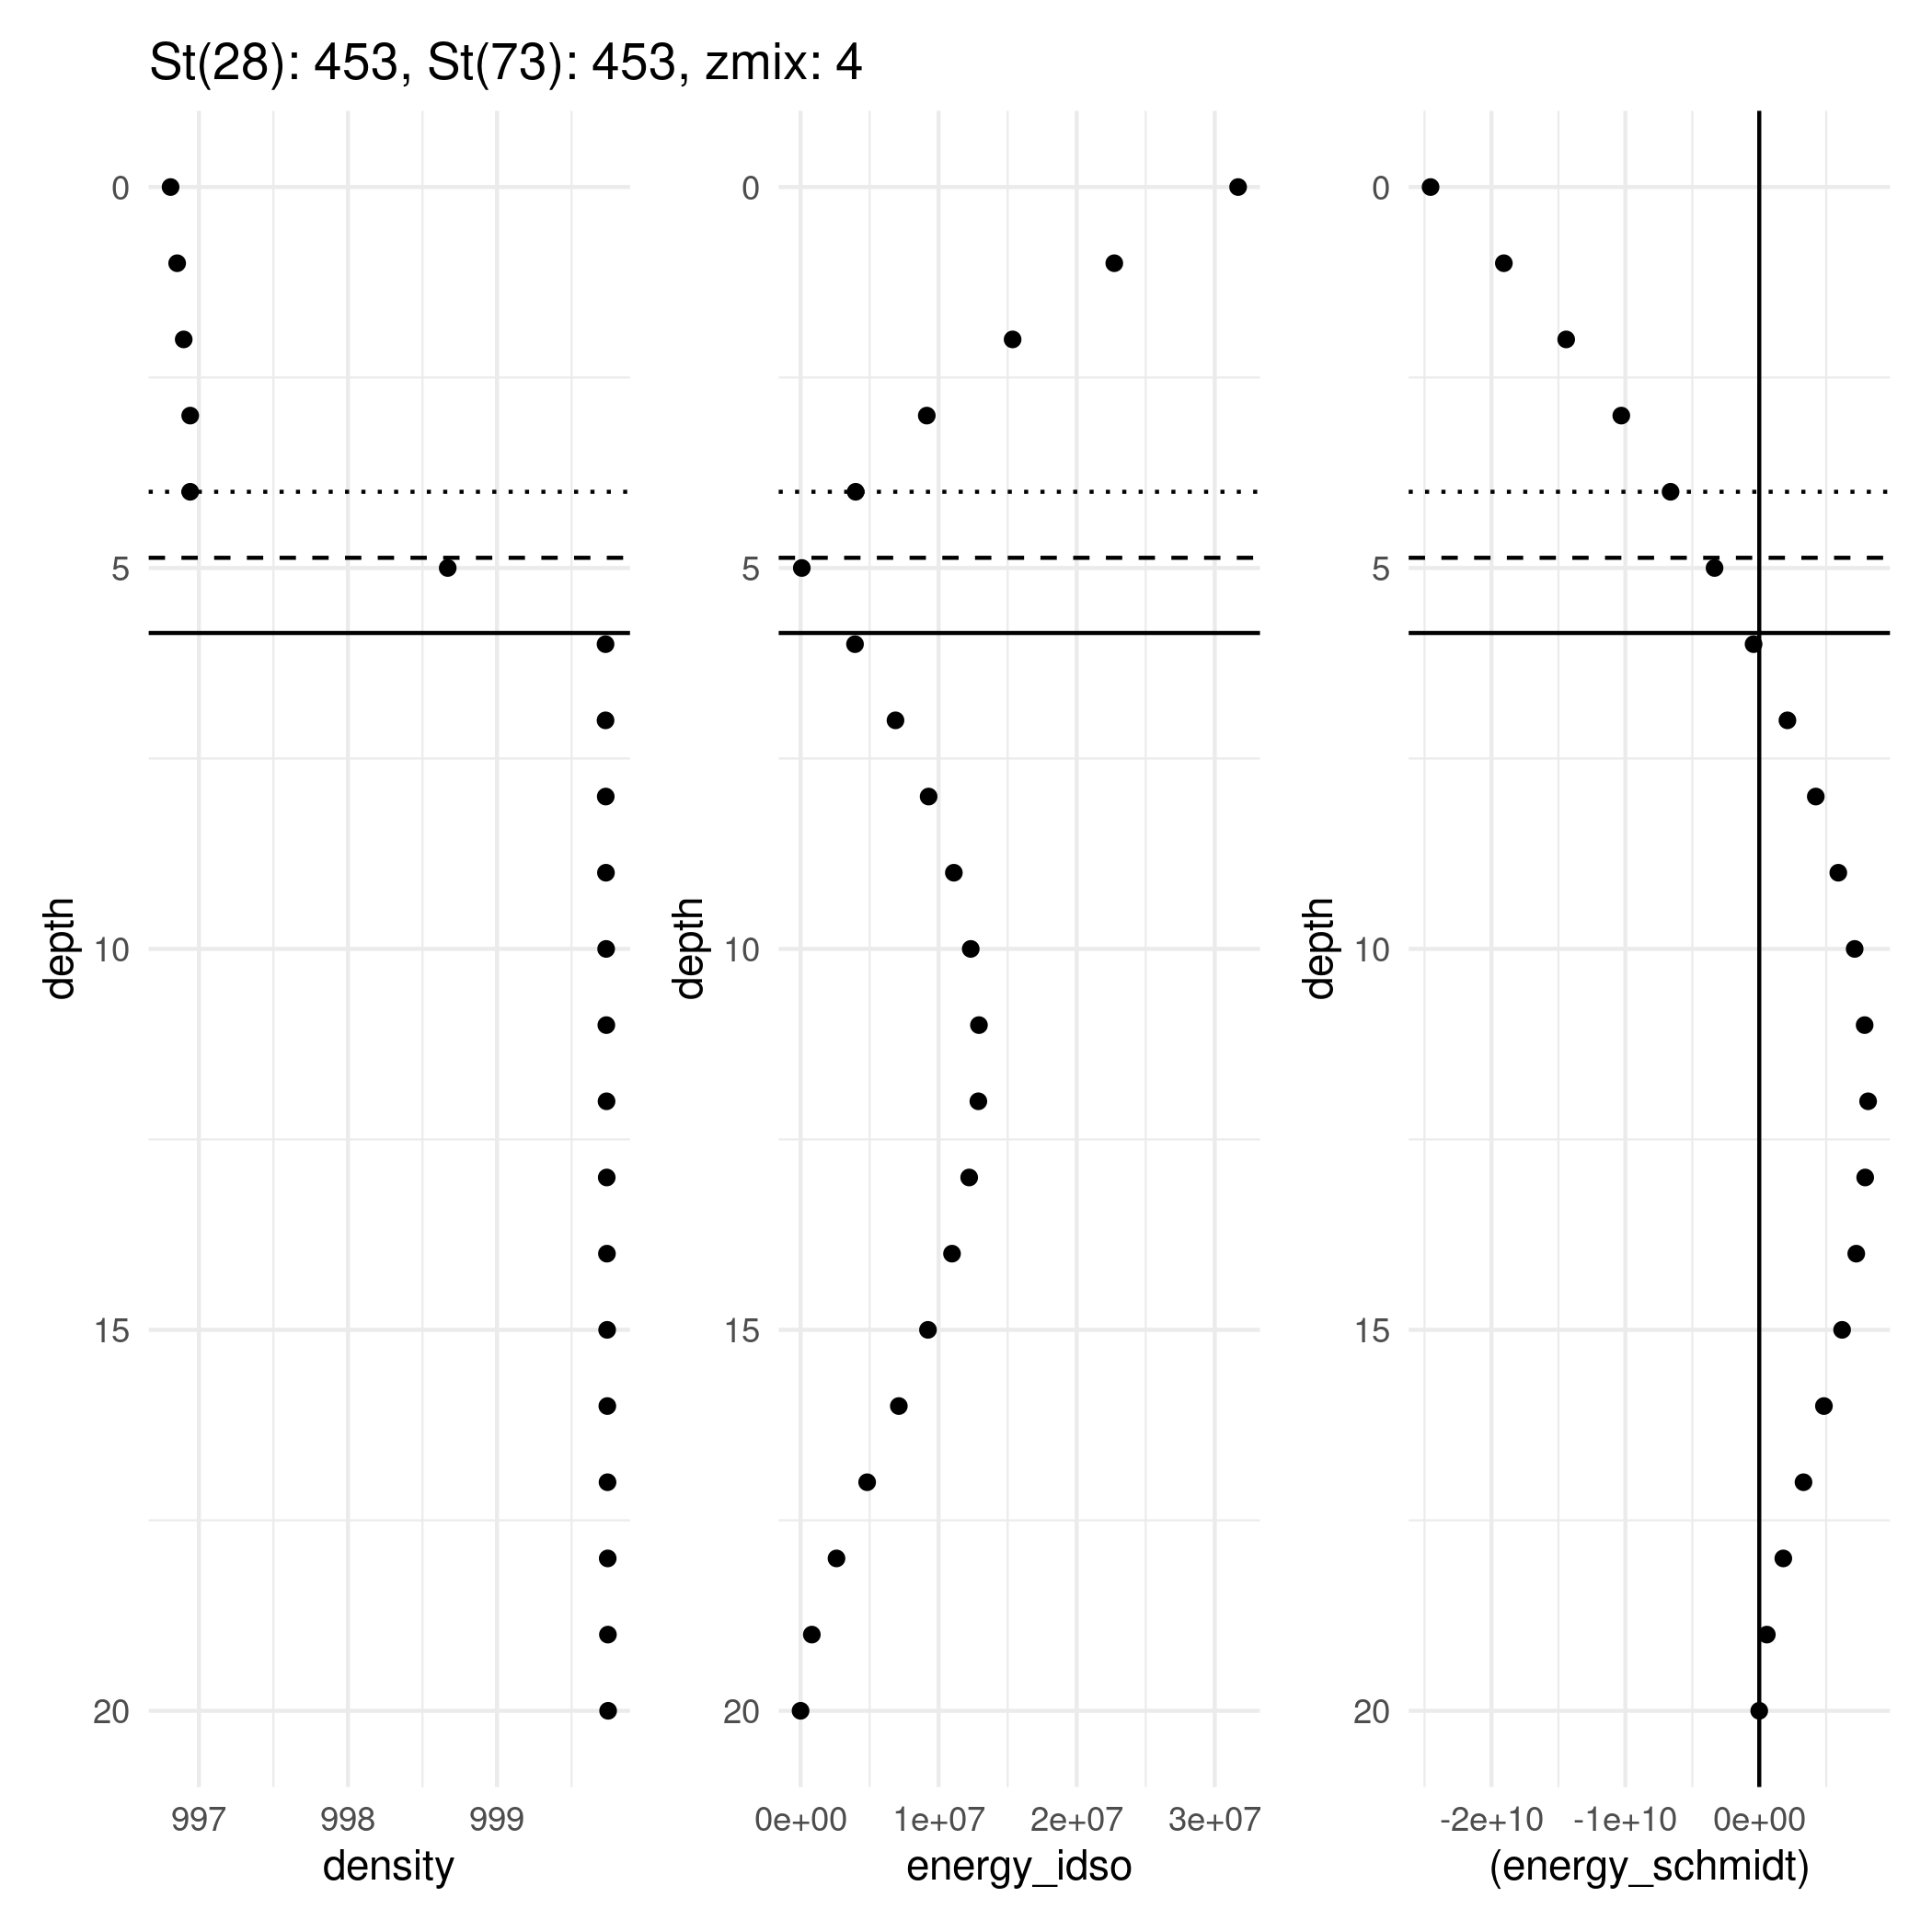 St(28): 453, St(73): 453, zmix: 4
0
5
10
15
20
depth
997 998 999
density
0
5
10
15
20
depth
0e+00 1e+07 2e+07 3e+07
energy_idso
0
5
10
15
20
depth
-2e+10 -1e+10 0e+00
(energy_schmidt)